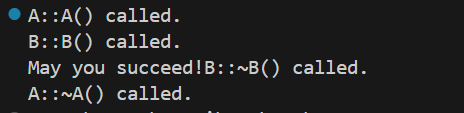 A::A() called.
B::B() called.
May you succeed!B::~B() called.
A::~A() called.